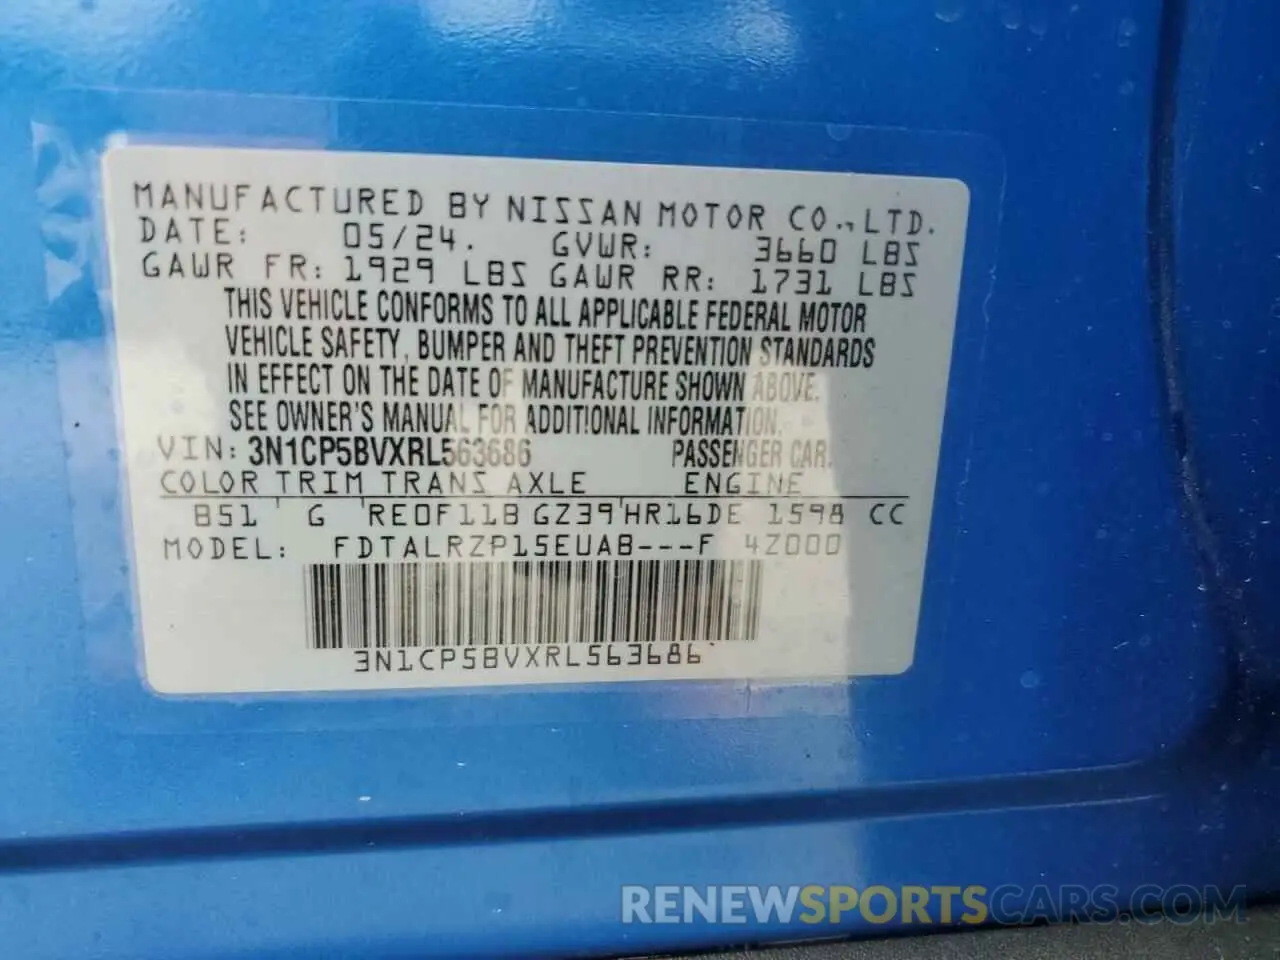 MANUFACTURED BY NISSAN MOTOR CO., LTD.
DATE: 05/24. GVWR: 3660 LBS
GAWR FR: 1929 LBS GAWR RR: 1731 LBS
THIS VEHICLE CONFORMS TO ALL APPLICABLE FEDERAL MOTOR
VEHICLE SAFETY, BUMPER AND THEFT PREVENTION STANDARDS
IN EFFECT ON THE DATE OF MANUFACTURE SHOWN ABOVE.
SEE OWNER'S MANUAL FOR ADDITIONAL INFORMATION.
VIN: 3N1CP5BVXRL563686 PASSENGER CAR.
COLOR TRIM TRANS AXLE ENGINE
B51 G RE0F11B GZ39 HR16DE 1598 CC
MODEL: FDTALRZP15EUAB---F 4Z000
3N1CP5BVXRL563686
RENEWSPORTSCARS.COM